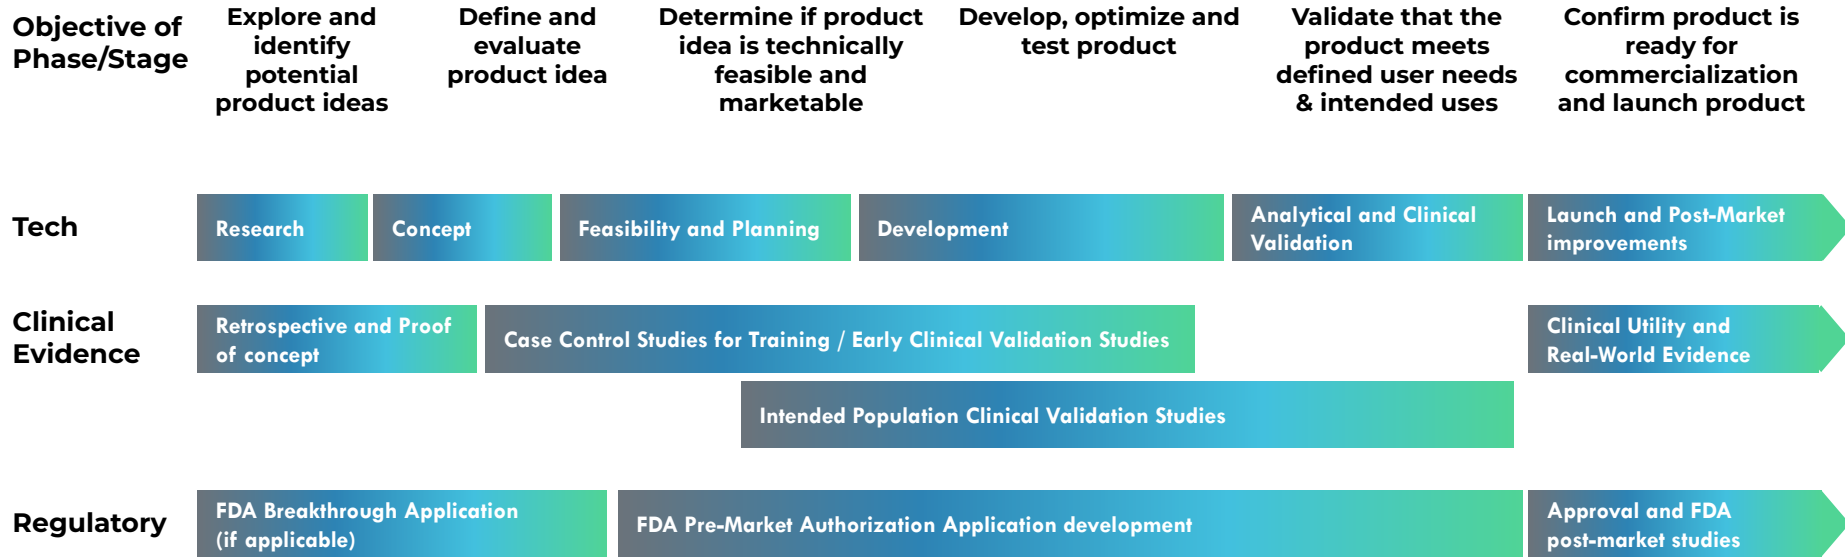 Objective of
Phase/Stage
Explore and
identify
potential
product ideas
Define and
evaluate
product idea
Determine if product
idea is technically
feasible and
marketable
Develop, optimize and
test product
Validate that the
product meets
defined user needs
& intended uses
Confirm product is
ready for
commercialization
and launch product
Tech
Research
Concept
Feasibility and Planning
Development
Analytical and Clinical
Validation
Launch and Post-Market
improvements
Clinical
Evidence
Retrospective and Proof
of concept
Case Control Studies for Training / Early Clinical Validation Studies
Clinical Utility and
Real-World Evidence
Intended Population Clinical Validation Studies
Regulatory
FDA Breakthrough Application
(if applicable)
FDA Pre-Market Authorization Application development
Approval and FDA
post-market studies